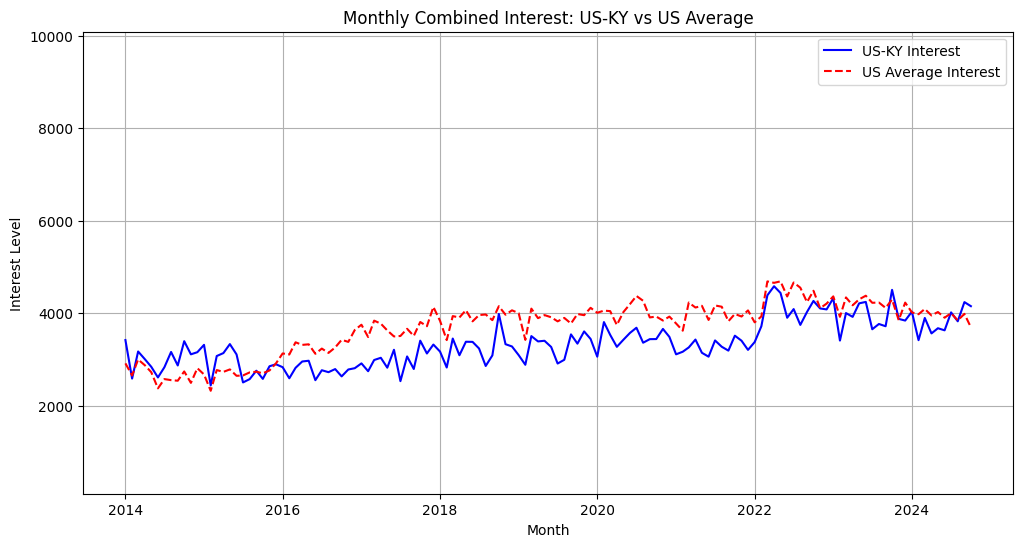 Monthly Combined Interest: US-KY vs US Average
US-KY Interest
US Average Interest
Interest Level
10000
8000
6000
4000
2000
2014
2016
2018
2020
2022
2024
Month